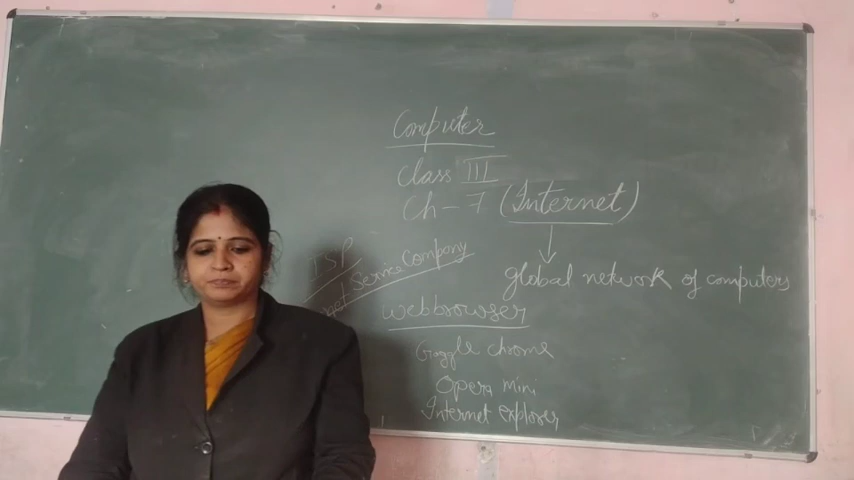 Computer
Class III
Ch - 7 (Internet)
global network of computers
ISP
Service Company
webbrowser
Google chrome
Opera mini
Internet explorer